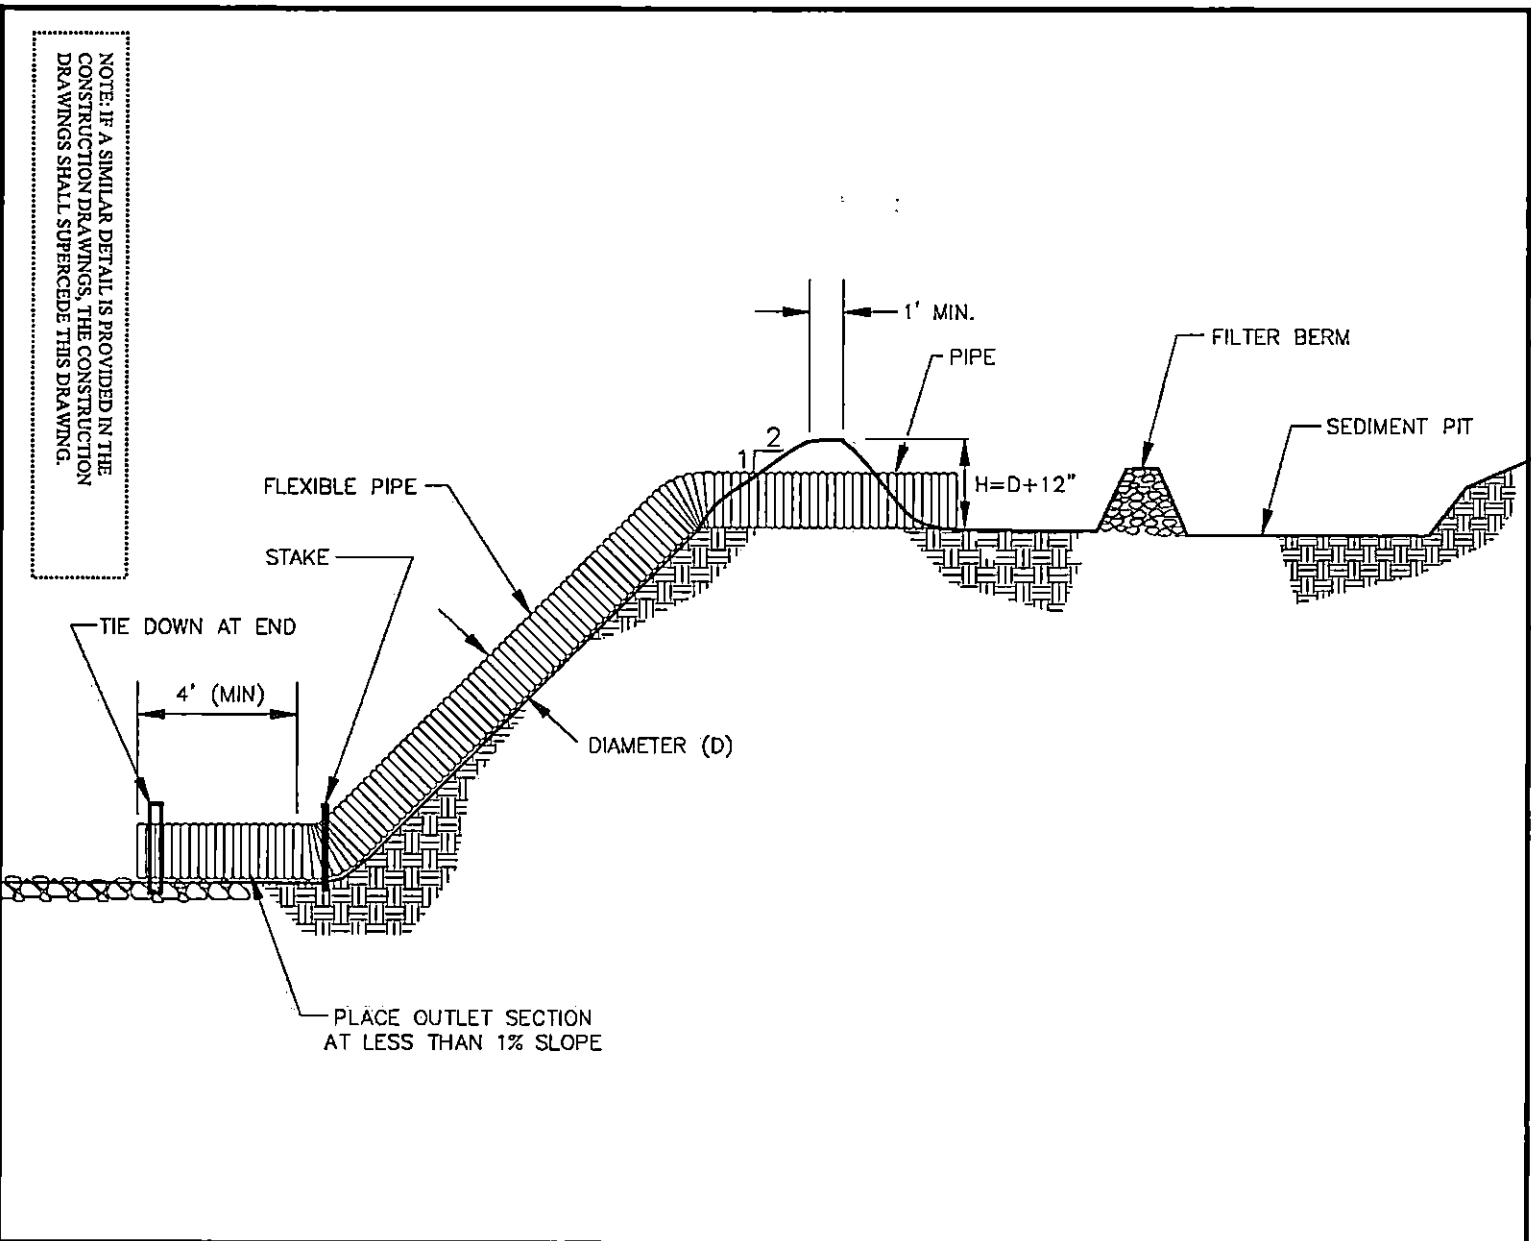 NOTE: IF A SIMILAR DETAIL IS PROVIDED IN THE
CONSTRUCTION DRAWINGS, THE CONSTRUCTION
DRAWINGS SHALL SUPERCEDE THIS DRAWING.
1' MIN.
PIPE
FILTER BERM
SEDIMENT PIT
2
1
H=D+12"
FLEXIBLE PIPE
STAKE
TIE DOWN AT END
4' (MIN)
DIAMETER (D)
PLACE OUTLET SECTION
AT LESS THAN 1% SLOPE